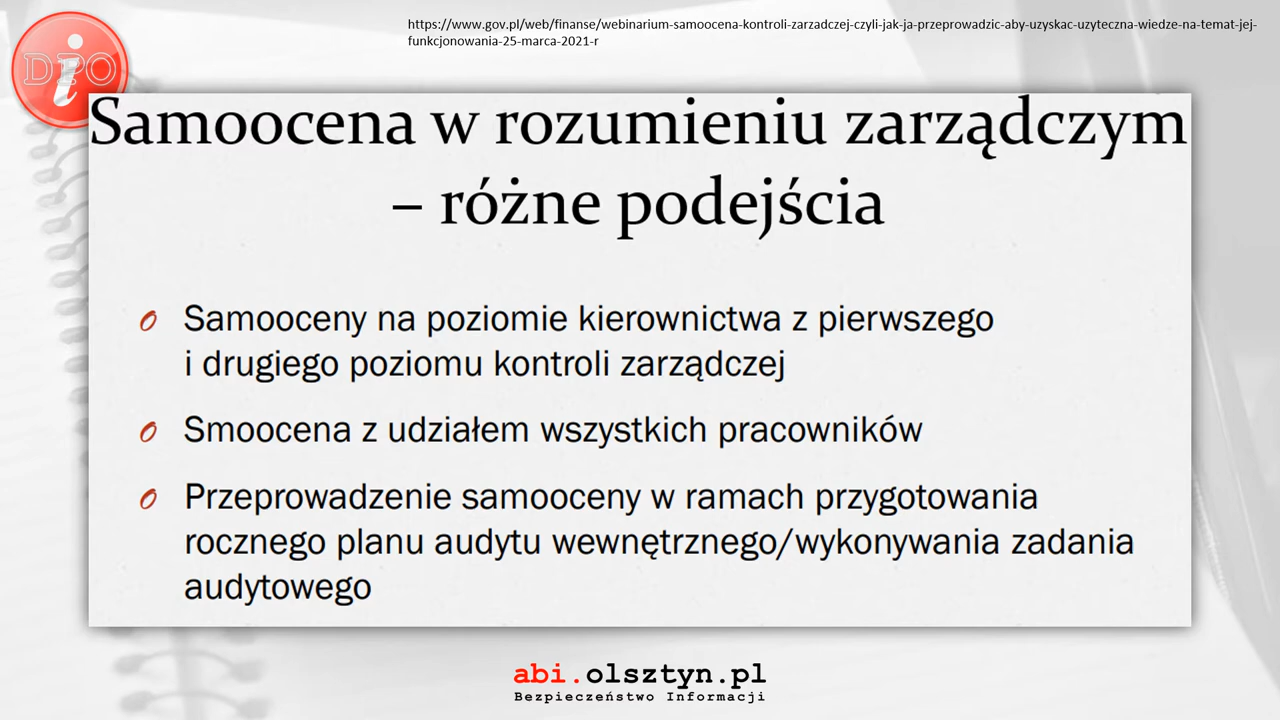 https://www.gov.pl/web/finanse/webinarium-samoocena-kontroli-zarzadczej-czyli-jak-ja-przeprowadzic-aby-uzyskac-uzyteczna-wiedze-na-temat-jej-
funkcjonowania-25-marca-2021-r
DPO
i
Samoocena w rozumieniu zarządczym
– różne podejścia
Samooceny na poziomie kierownictwa z pierwszego
i drugiego poziomu kontroli zarządczej
Smoocena z udziałem wszystkich pracowników
Przeprowadzenie samooceny w ramach przygotowania
rocznego planu audytu wewnętrznego/wykonywania zadania
audytowego
abi.olsztyn.pl
Bezpieczeństwo Informacji